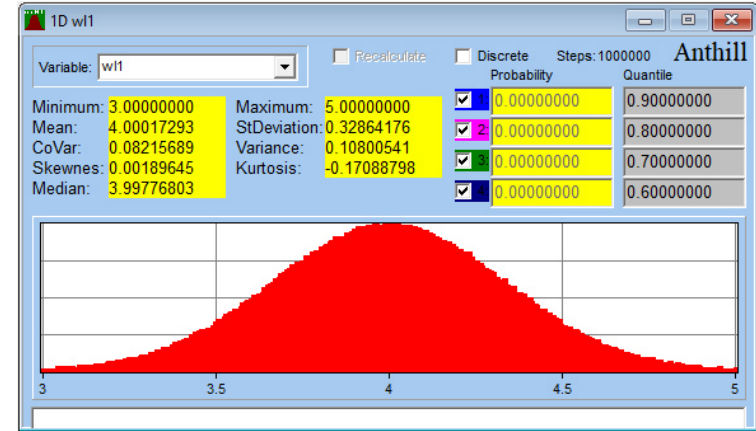 1D wl1
Variable: wl1
Recalculate
Discrete Steps:1000000 Anthill
Probability Quantile
Minimum: 3.00000000 Maximum: 5.00000000
Mean: 4.00017293 StDeviation: 0.32864176
CoVar: 0.08215689 Variance: 0.10800541
Skewnes: 0.00189645 Kurtosis: -0.17088798
Median: 3.99776803
1: 0.00000000 0.90000000
2: 0.00000000 0.80000000
3: 0.00000000 0.70000000
0.00000000 0.60000000
3 3.5 4 4.5 5